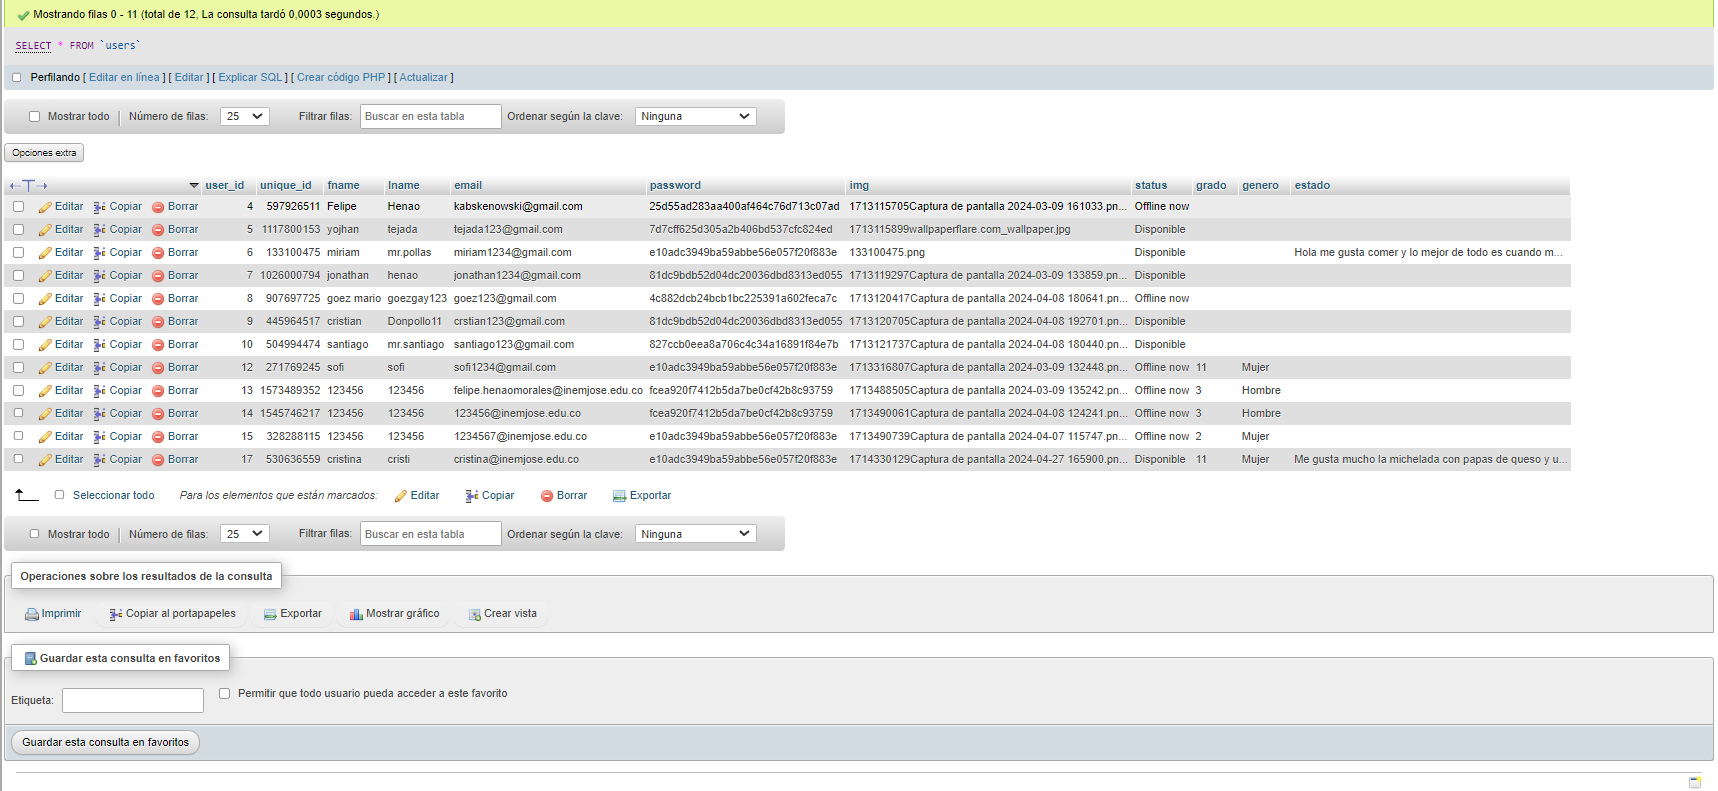 Mostrando filas 0 - 11 (total de 12, La consulta tardó 0,0003 segundos.)
SELECT * FROM `users`
Perfilando [ Editar en línea ] [ Editar ] [ Explicar SQL ] [ Crear código PHP ] [ Actualizar ]
Mostrar todo Número de filas: 25 Filtrar filas: Buscar en esta tabla Ordenar según la clave: Ninguna
Opciones extra
user_id unique_id fname lname email password img status grado genero estado
Editar Copiar Borrar 4 597926511 Felipe Henao kabskenowski@gmail.com 25d55ad283aa400af464c76d713c07ad 1713115705Captura de pantalla 2024-03-09 161033.pn... Offline now
Editar Copiar Borrar 5 1117800153 yojhan tejada tejada123@gmail.com 7d7cff625d305a2b406bd537cfc824ed 1713115899wallpaperflare.com_wallpaper.jpg Disponible
Editar Copiar Borrar 6 133100475 miriam mr.pollas miriam1234@gmail.com e10adc3949ba59abbe56e057f20f883e 133100475.png Disponible Hola me gusta comer y lo mejor de todo es cuando m...
Editar Copiar Borrar 7 1026000794 jonathan henao jonathan1234@gmail.com 81dc9bdb52d04dc20036dbd8313ed055 1713119297Captura de pantalla 2024-03-09 133859.pn... Disponible
Editar Copiar Borrar 8 907697725 goez mario goezgay123 goez123@gmail.com 4c882dcb24bcb1bc225391a602feca7c 1713120417Captura de pantalla 2024-04-08 180641.pn... Offline now
Editar Copiar Borrar 9 445964517 cristian Donpollo11 crstian123@gmail.com 81dc9bdb52d04dc20036dbd8313ed055 1713120705Captura de pantalla 2024-04-08 192701.pn... Disponible
Editar Copiar Borrar 10 504994474 santiago mr.santiago santiago123@gmail.com 827ccb0eea8a706c4c34a16891f84e7b 1713121737Captura de pantalla 2024-04-08 180440.pn... Disponible
Editar Copiar Borrar 12 271769245 sofi sofi sofi1234@gmail.com e10adc3949ba59abbe56e057f20f883e 1713316807Captura de pantalla 2024-03-09 132448.pn... Offline now 11 Mujer
Editar Copiar Borrar 13 1573489352 123456 123456 felipe.henaomorales@inemjose.edu.co fcea920f7412b5da7be0cf42b8c93759 1713488505Captura de pantalla 2024-03-09 135242.pn... Offline now 3 Hombre
Editar Copiar Borrar 14 1545746217 123456 123456 123456@inemjose.edu.co fcea920f7412b5da7be0cf42b8c93759 1713490061Captura de pantalla 2024-04-08 124241.pn... Offline now 3 Hombre
Editar Copiar Borrar 15 328288115 123456 123456 1234567@inemjose.edu.co e10adc3949ba59abbe56e057f20f883e 1713490739Captura de pantalla 2024-04-07 115747.pn... Offline now 2 Mujer
Editar Copiar Borrar 17 530636559 cristina cristi cristina@inemjose.edu.co e10adc3949ba59abbe56e057f20f883e 1714330129Captura de pantalla 2024-04-27 165900.pn... Disponible 11 Mujer Me gusta mucho la michelada con papas de queso y u...
Seleccionar todo Para los elementos que están marcados: Editar Copiar Borrar Exportar
Mostrar todo Número de filas: 25 Filtrar filas: Buscar en esta tabla Ordenar según la clave: Ninguna
Operaciones sobre los resultados de la consulta
Imprimir Copiar al portapapeles Exportar Mostrar gráfico Crear vista
Guardar esta consulta en favoritos
Etiqueta: Permitir que todo usuario pueda acceder a este favorito
Guardar esta consulta en favoritos